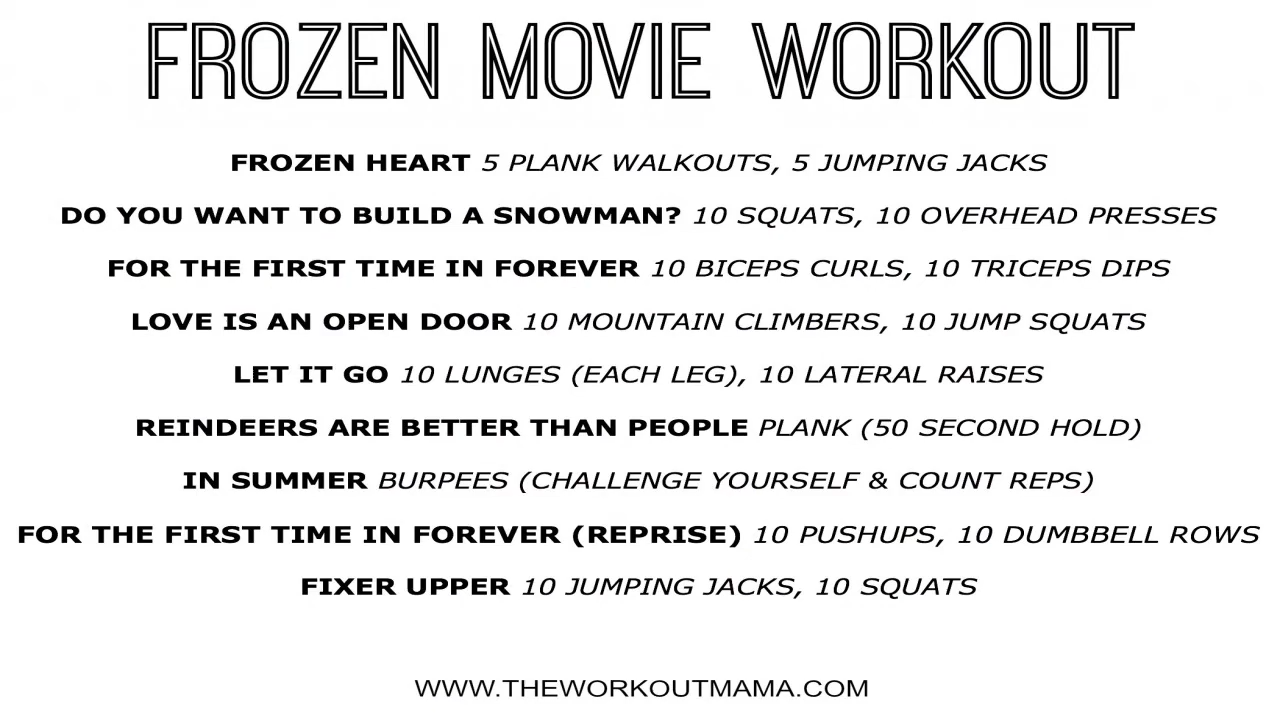 FROZEN MOVIE WORKOUT
FROZEN HEART 5 PLANK WALKOUTS, 5 JUMPING JACKS
DO YOU WANT TO BUILD A SNOWMAN? 10 SQUATS, 10 OVERHEAD PRESSES
FOR THE FIRST TIME IN FOREVER 10 BICEPS CURLS, 10 TRICEPS DIPS
LOVE IS AN OPEN DOOR 10 MOUNTAIN CLIMBERS, 10 JUMP SQUATS
LET IT GO 10 LUNGES (EACH LEG), 10 LATERAL RAISES
REINDEERS ARE BETTER THAN PEOPLE PLANK (50 SECOND HOLD)
IN SUMMER BURPEES (CHALLENGE YOURSELF & COUNT REPS)
FOR THE FIRST TIME IN FOREVER (REPRISE) 10 PUSHUPS, 10 DUMBBELL ROWS
FIXER UPPER 10 JUMPING JACKS, 10 SQUATS
WWW.THEWORKOUTMAMA.COM